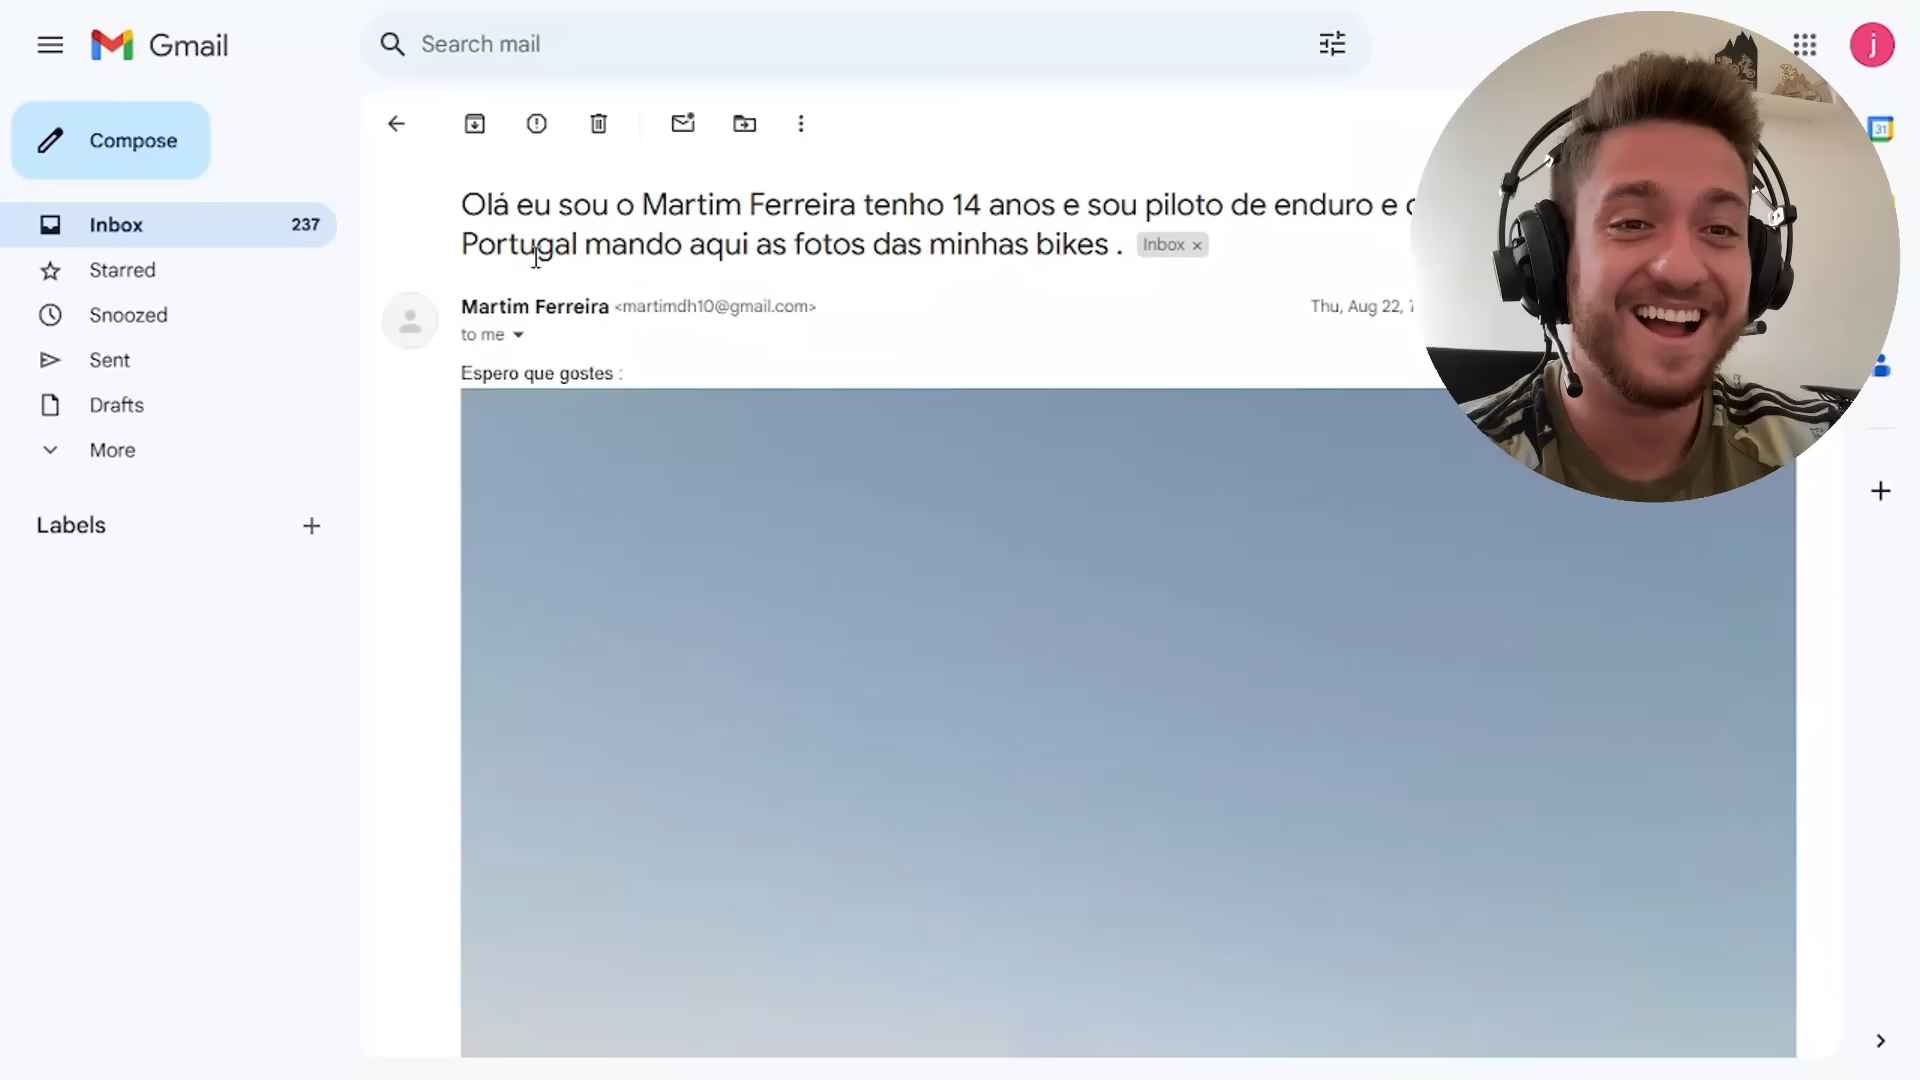 Gmail
Search mail
j
Compose
31
Olá eu sou o Martim Ferreira tenho 14 anos e sou piloto de enduro e
Portugal mando aqui as fotos das minhas bikes .
Inbox ×
Inbox 237
Starred
Snoozed
Sent
Drafts
More
Labels
Martim Ferreira <martimdh10@gmail.com>
Thu, Aug 22,
to me
Espero que gostes :